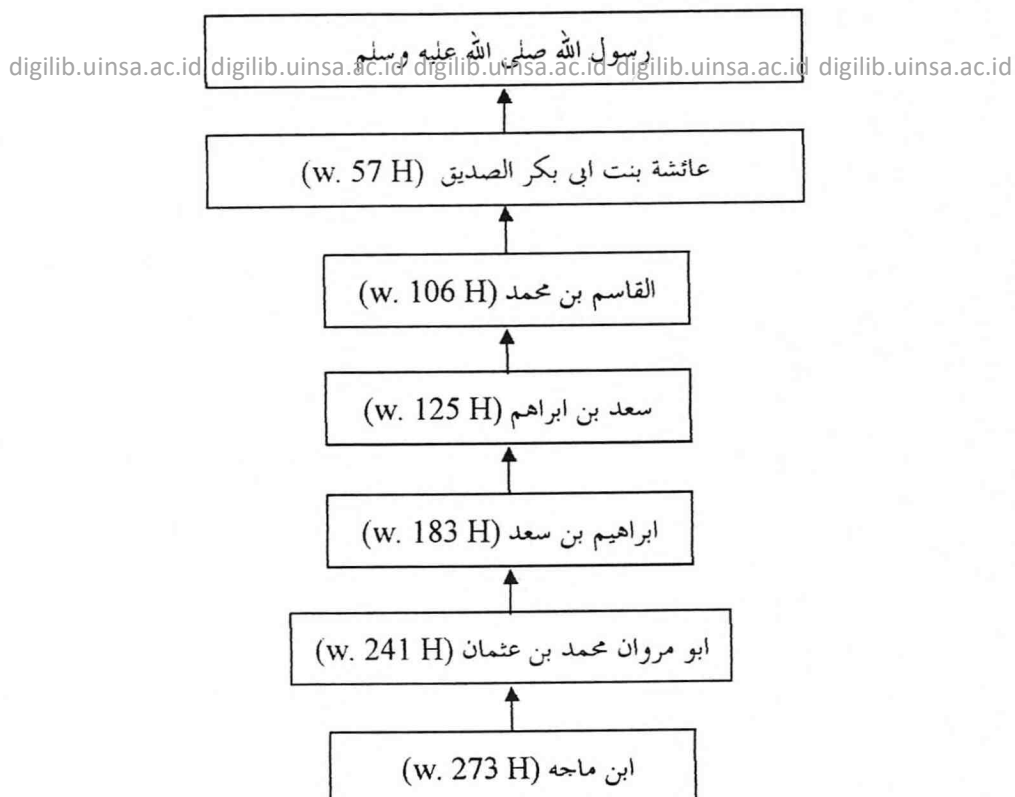 رسول الله صلى الله عليه وسلم
digilib.uinsa.ac.id digilib.uinsa.ac.id digilib.uinsa.ac.id digilib.uinsa.ac.id digilib.uinsa.ac.id
عائشة بنت ابى بكر الصديق (w. 57 H)
القاسم بن محمد (w. 106 H)
سعد بن ابراهم (w. 125 H)
ابراهيم بن سعد (w. 183 H)
ابو مروان محمد بن عثمان (w. 241 H)
ابن ماجه (w. 273 H)